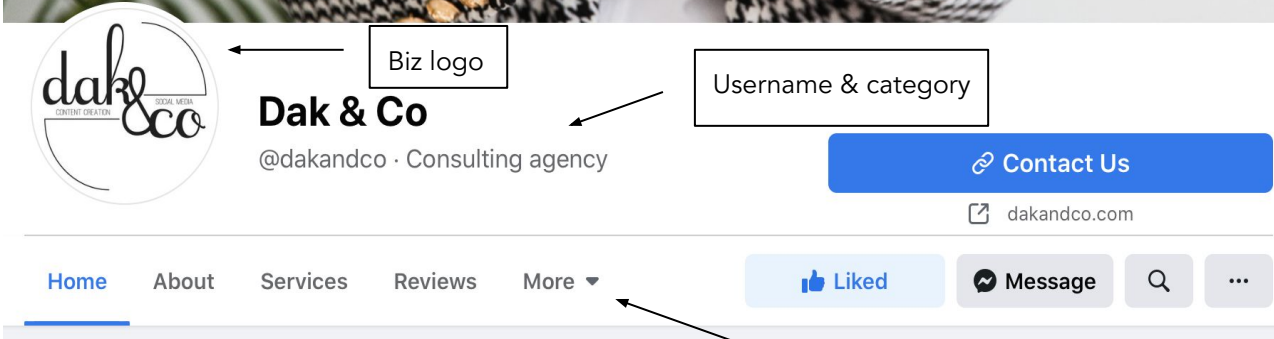 Biz logo
Username & category
dak&co
SOCIAL MEDIA
CONTENT CREATION
Dak & Co
@dakandco · Consulting agency
Contact Us
dakandco.com
Home About Services Reviews More
Liked Message